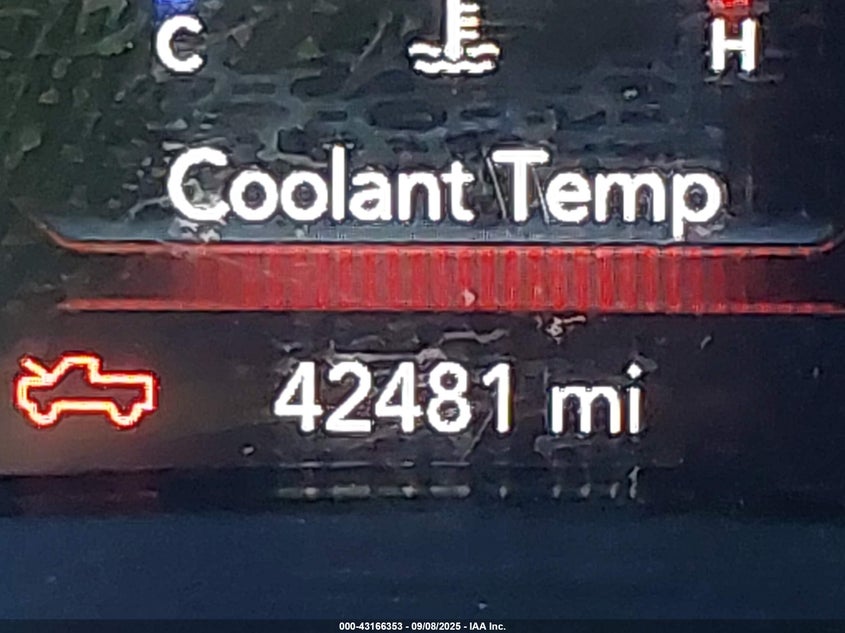 C H
Coolant Temp
42481 mi
000-43166353 - 09/08/2025 - IAA Inc.